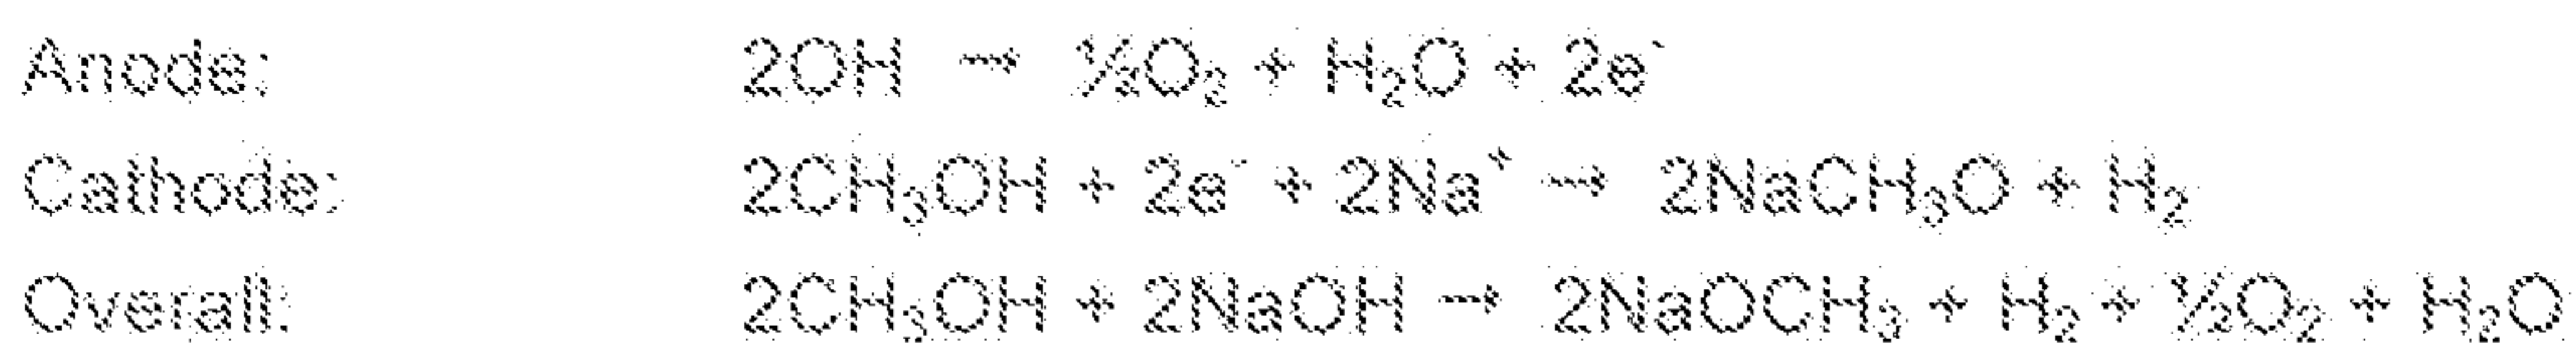 Anode: 2OH → ½O₂ + H₂O + 2e⁻
Cathode: 2CH₃OH + 2e⁻ + 2Na⁺ → 2NaCH₃O + H₂
Overall: 2CH₃OH + 2NaOH → 2NaOCH₃ + H₂ + ½O₂ + H₂O